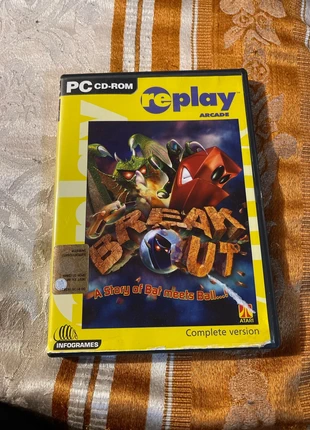 PC CD-ROM
replay
ARCADE
BREAK
OUT
A Story of Bat meets Ball...!
ATARI
INFOGRAMES
Complete version